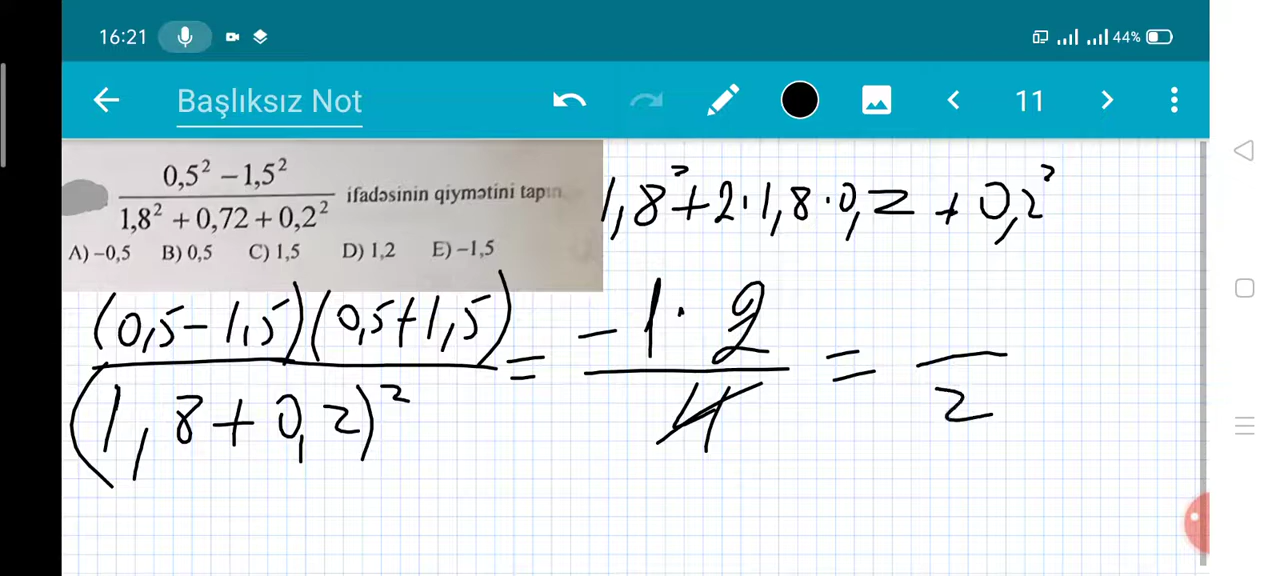 16:21 44%
Başlıksız Not 11
0,5² − 1,5²
1,8² + 0,72 + 0,2² ifadəsinin qiymətini tapın
A) −0,5 B) 0,5 C) 1,5 D) 1,2 E) −1,5
1,8² + 2 · 1,8 · 0,2 + 0,2²
(0,5 − 1,5)(0,5 + 1,5) = −1 · 2 =
(1,8 + 0,2)² 4 2